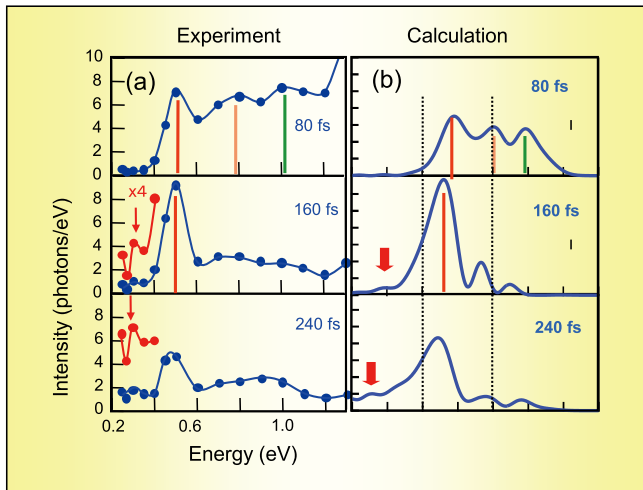 Experiment
Calculation
Intensity (photons/eV)
10
8
6
4
2
0
(a)
80 fs
(b)
80 fs
8
6
4
2
0
x4
160 fs
160 fs
8
6
4
2
0
240 fs
240 fs
0.2
0.6
1.0
Energy (eV)